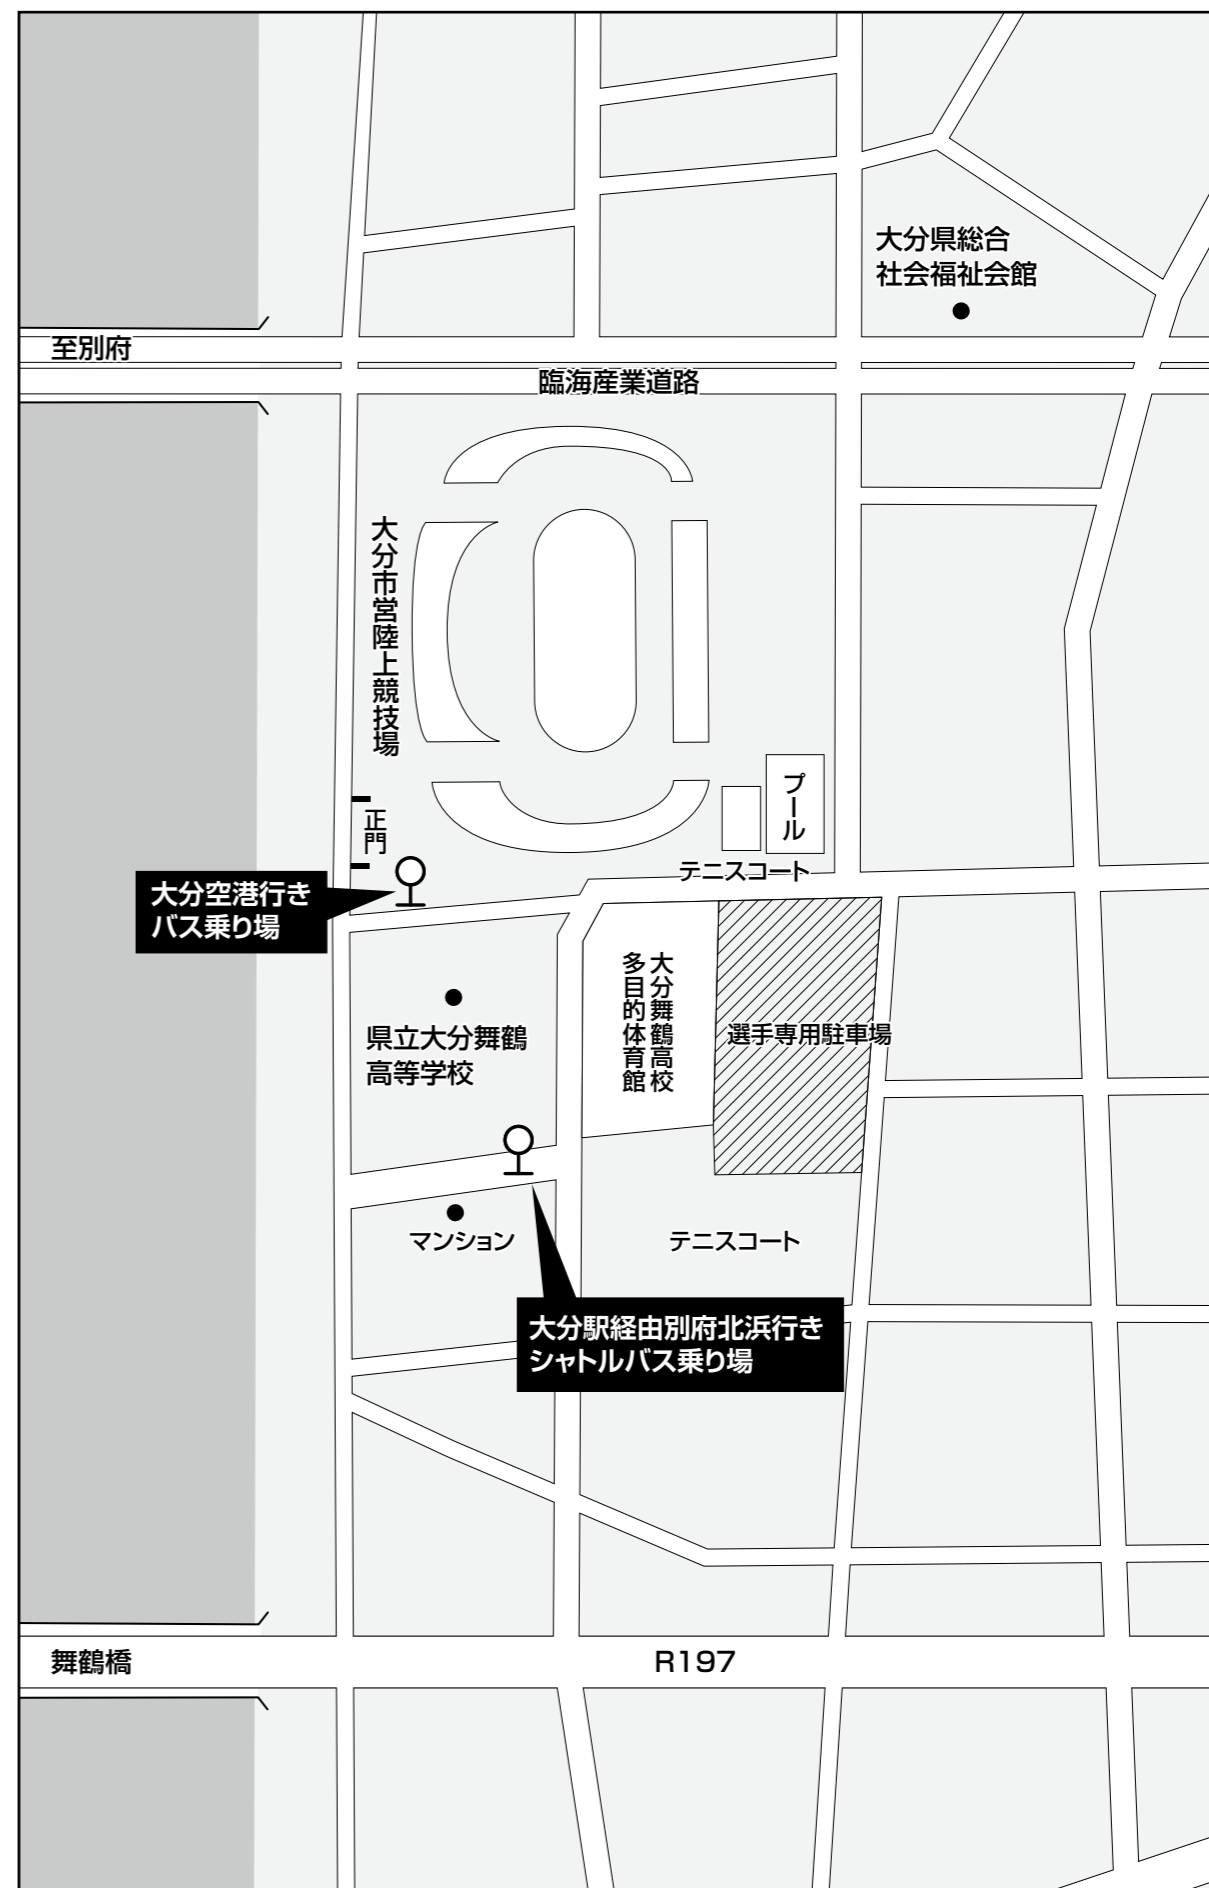 大分県総合
社会福祉会館
至別府
臨海産業道路
大分市営陸上競技場
プール
正門
テニスコート
大分空港行き
バス乗り場
大分舞鶴高校
多目的体育館
選手専用駐車場
県立大分舞鶴
高等学校
マンション
テニスコート
大分駅経由別府北浜行き
シャトルバス乗り場
舞鶴橋
R197